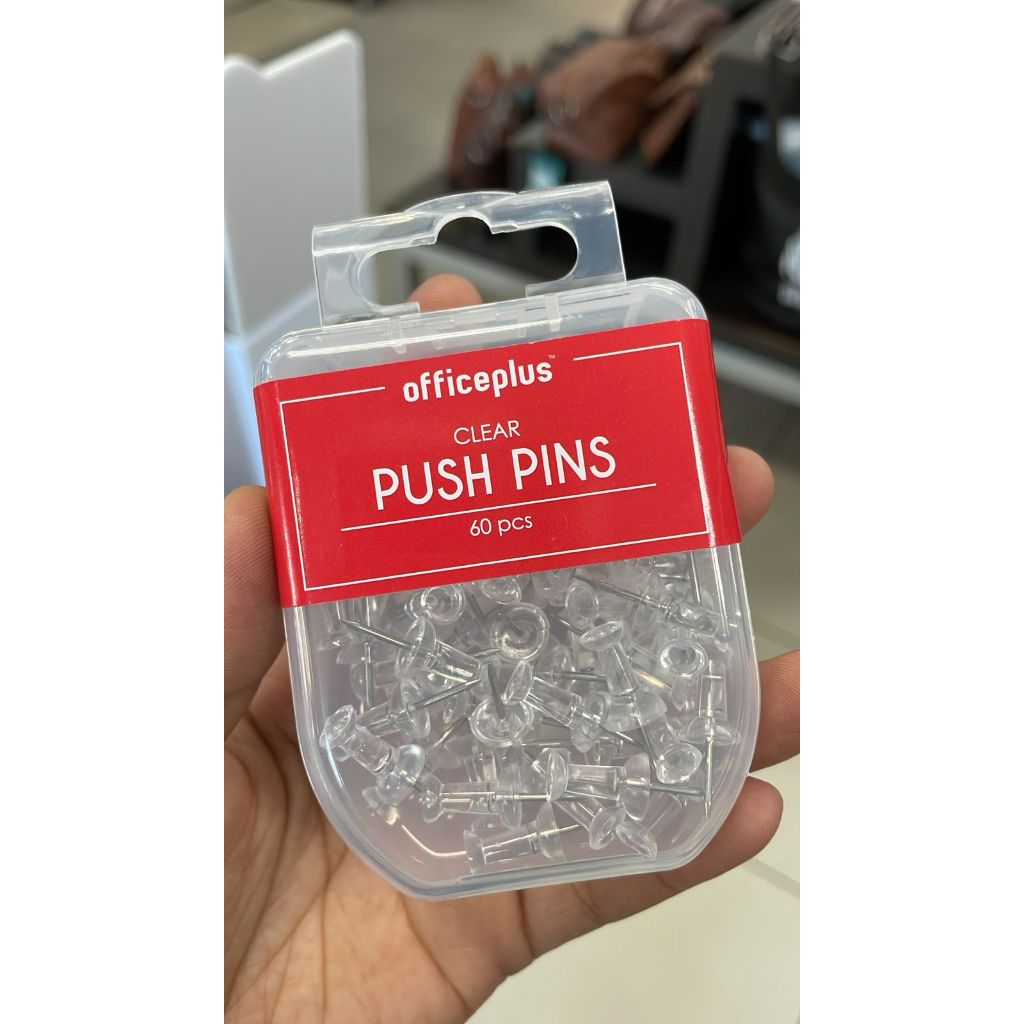 officeplus™
CLEAR
PUSH PINS
60 pcs